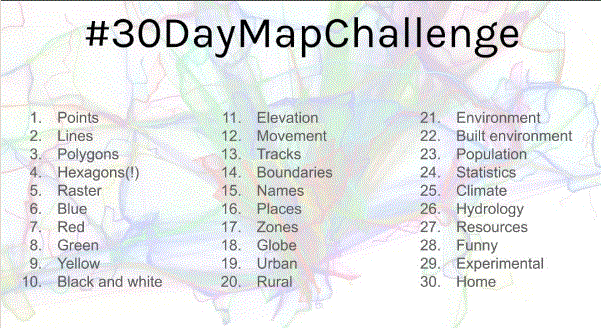 #30DayMapChallenge
1. Points
2. Lines
3. Polygons
4. Hexagons(!)
5. Raster
6. Blue
7. Red
8. Green
9. Yellow
10. Black and white
11. Elevation
12. Movement
13. Tracks
14. Boundaries
15. Names
16. Places
17. Zones
18. Globe
19. Urban
20. Rural
21. Environment
22. Built environment
23. Population
24. Statistics
25. Climate
26. Hydrology
27. Resources
28. Funny
29. Experimental
30. Home